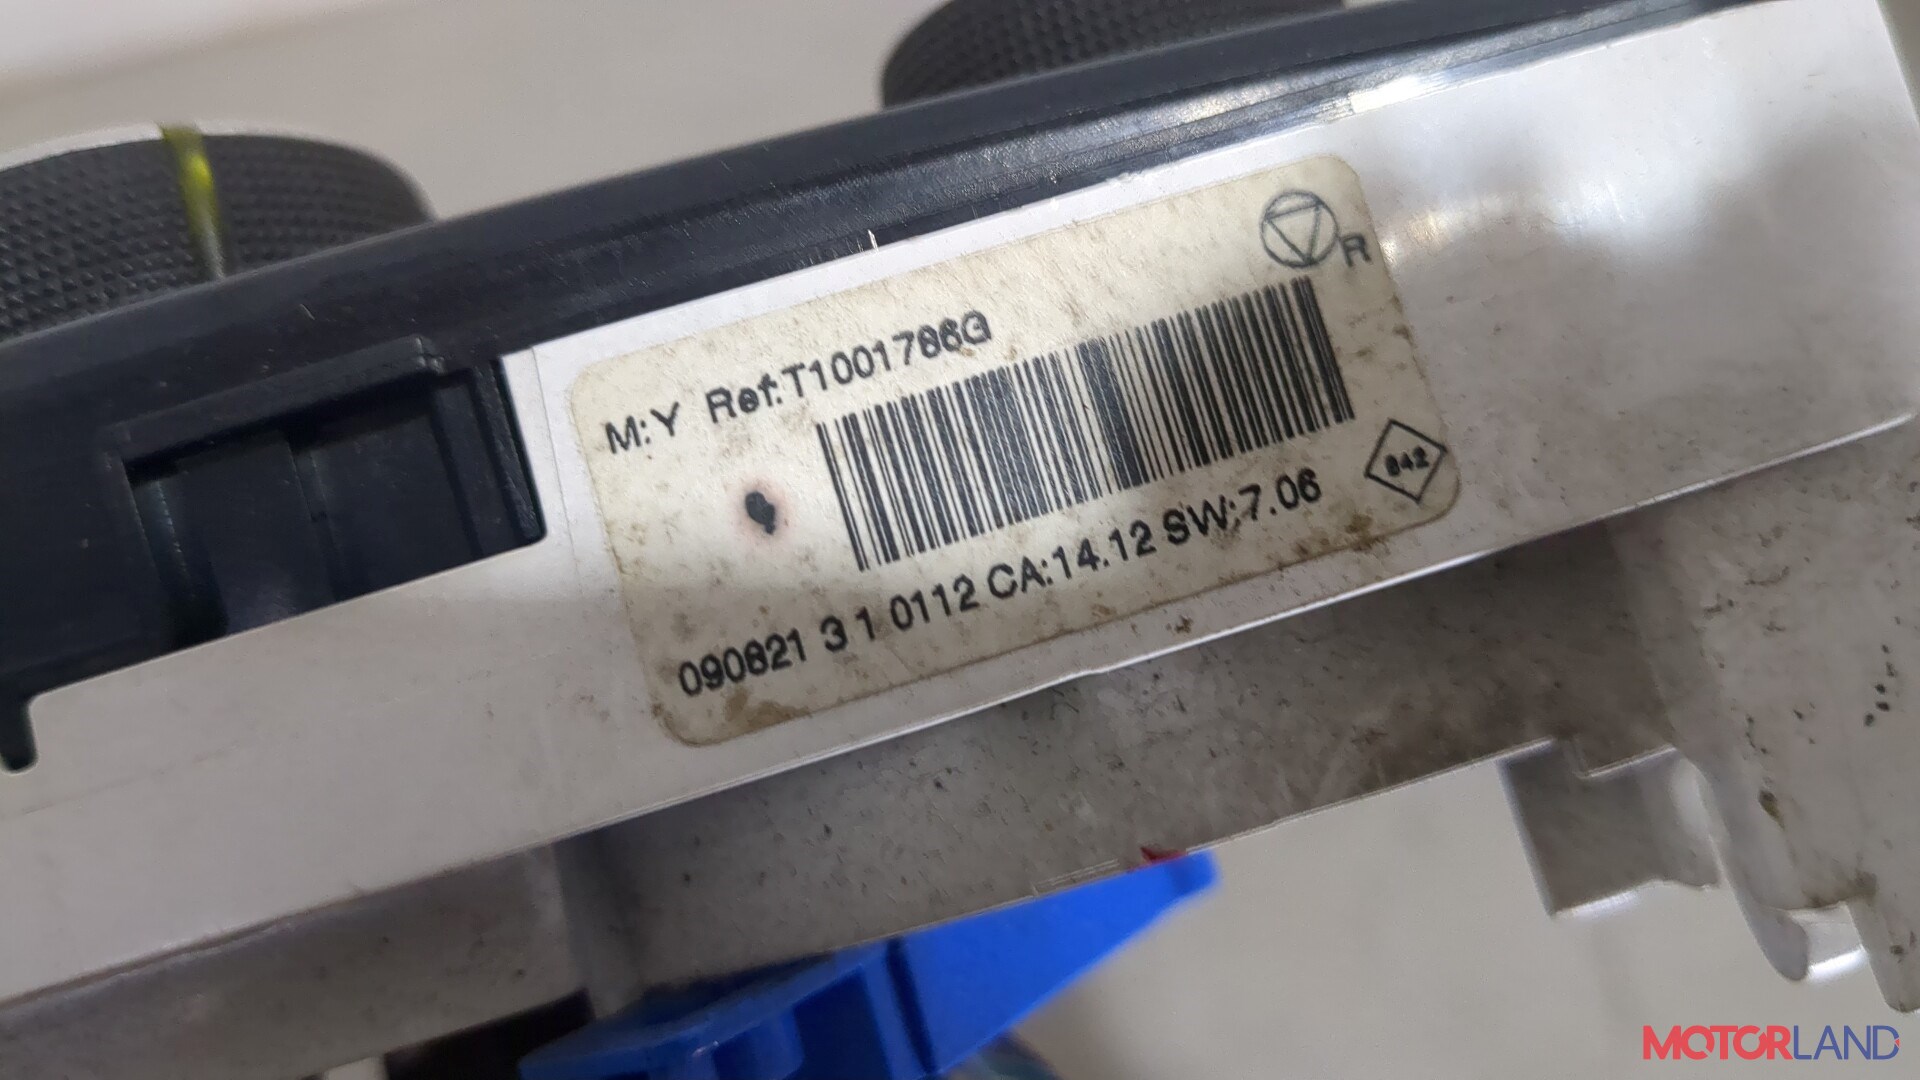 R
M:Y Ref:T1001786G
842
090821 3 1 0112 CA:14.12 SW:7.06
MOTORLAND